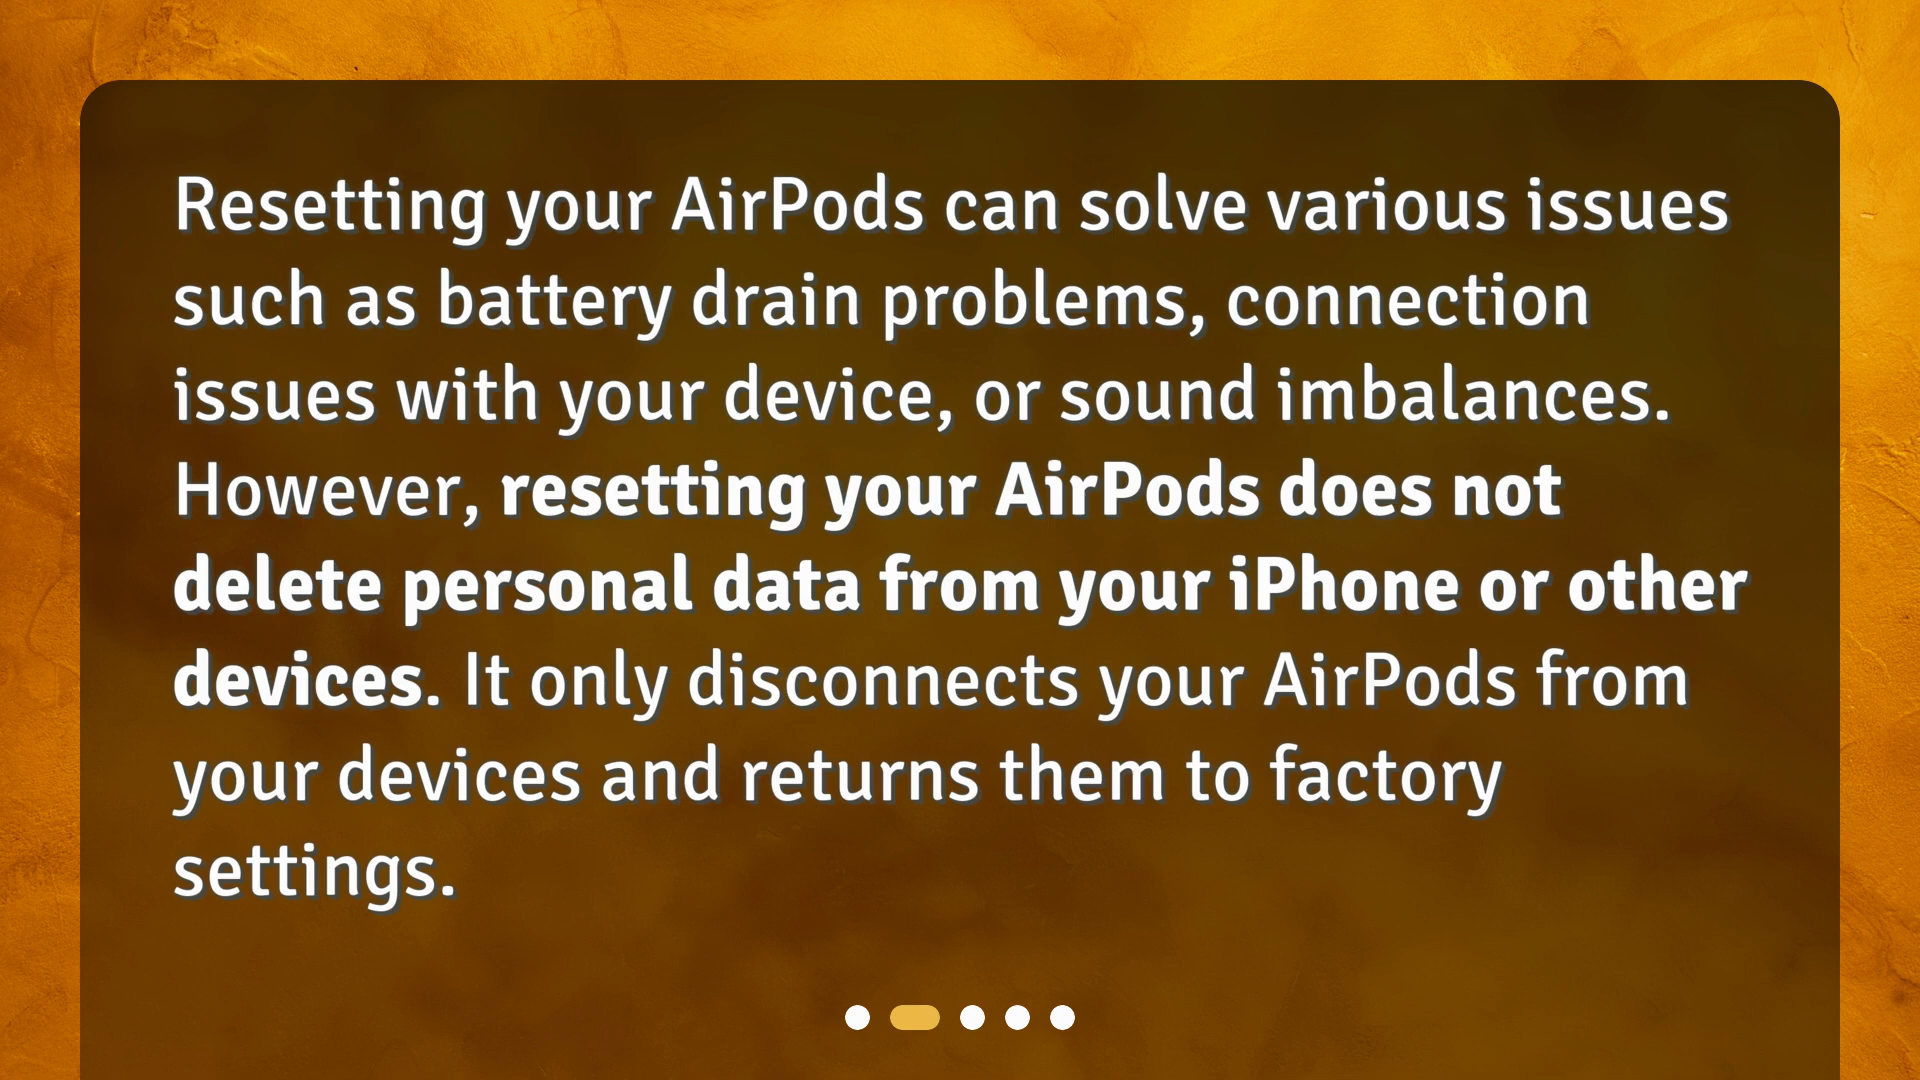 Resetting your AirPods can solve various issues
such as battery drain problems, connection
issues with your device, or sound imbalances.
However, resetting your AirPods does not
delete personal data from your iPhone or other
devices. It only disconnects your AirPods from
your devices and returns them to factory
settings.